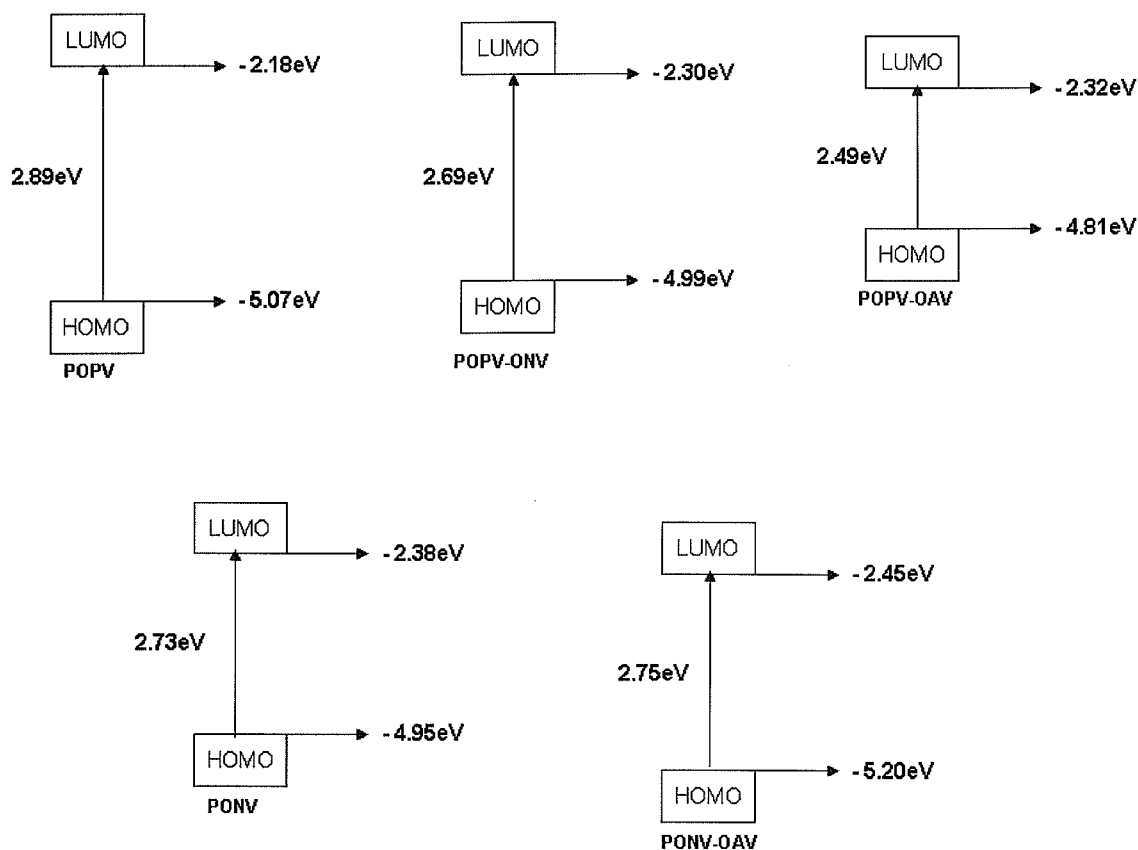 LUMO
-2.18eV
2.89eV
-5.07eV
HOMO
POPV
LUMO
-2.30eV
2.69eV
-4.99eV
HOMO
POPV-ONV
LUMO
-2.32eV
2.49eV
-4.81eV
HOMO
POPV-OAV
LUMO
-2.38eV
2.73eV
-4.95eV
HOMO
PONV
LUMO
-2.45eV
2.75eV
-5.20eV
HOMO
PONV-OAV